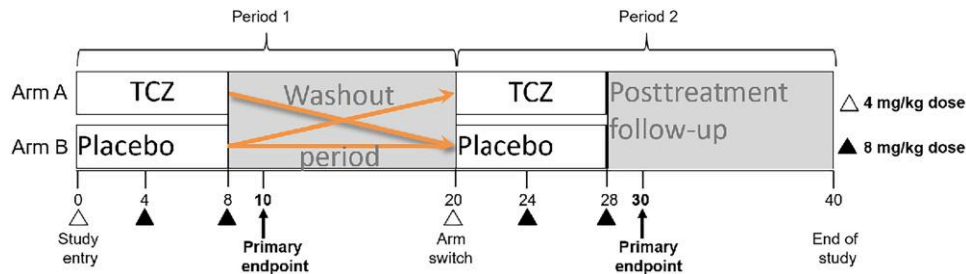 Period 1
Period 2
Arm A
TCZ
Washout
TCZ
Posttreatment
follow-up
4 mg/kg dose
Arm B
Placebo
period
Placebo
8 mg/kg dose
0 4 8 10 20 24 28 30 40
Study
entry
Primary
endpoint
Arm
switch
Primary
endpoint
End of
study